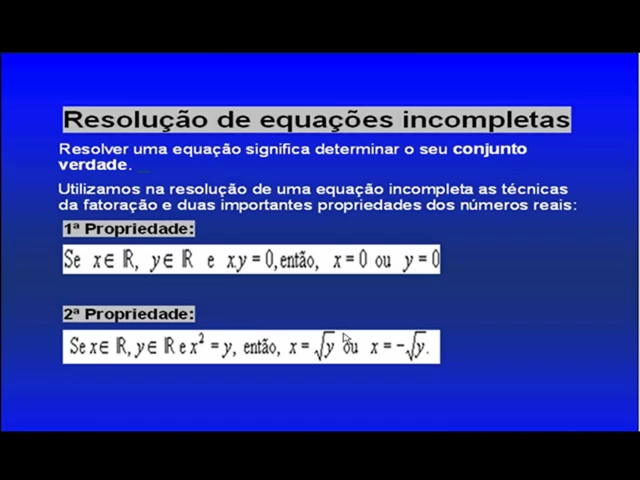 Resolução de equações incompletas
Resolver uma equação significa determinar o seu conjunto
verdade.
Utilizamos na resolução de uma equação incompleta as técnicas
da fatoração e duas importantes propriedades dos números reais:
1ª Propriedade:
Se x ∈ ℝ, y ∈ ℝ e x.y = 0, então, x = 0 ou y = 0
2ª Propriedade:
Se x ∈ ℝ, y ∈ ℝ e x² = y, então, x = √y ou x = −√y.